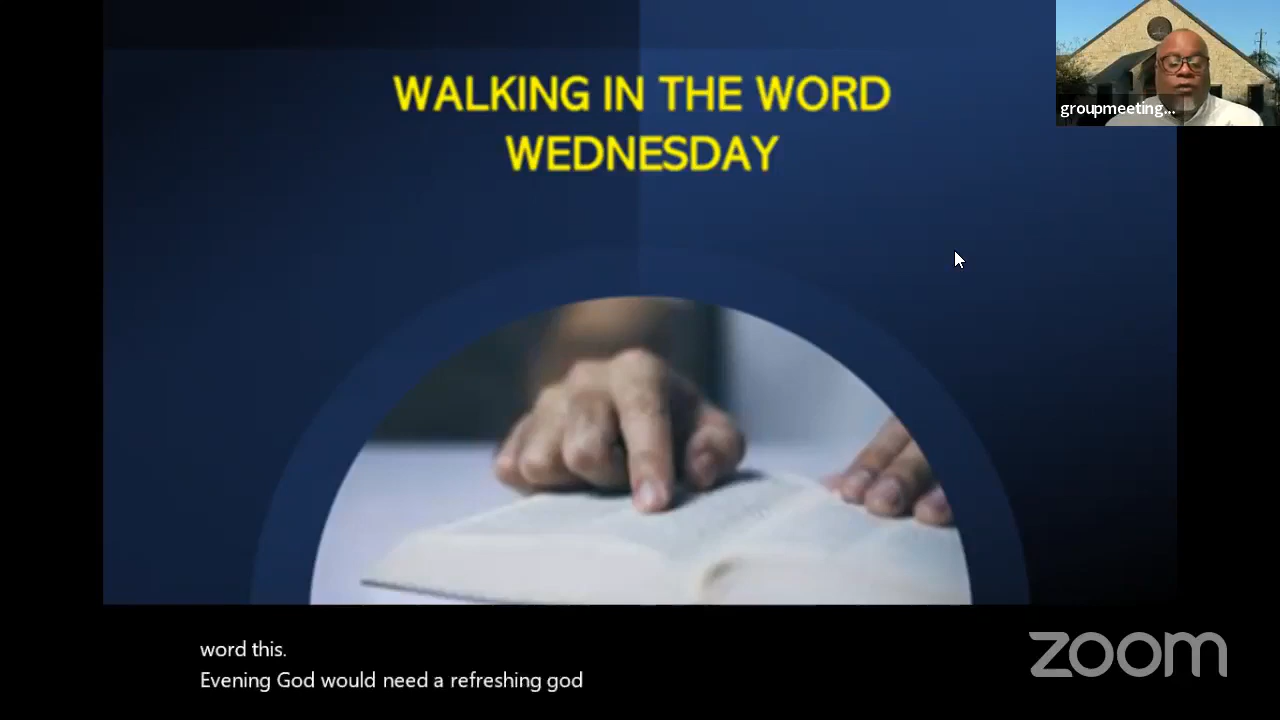 WALKING IN THE WORD
WEDNESDAY
groupmeeting...
word this.
Evening God would need a refreshing god
zoom